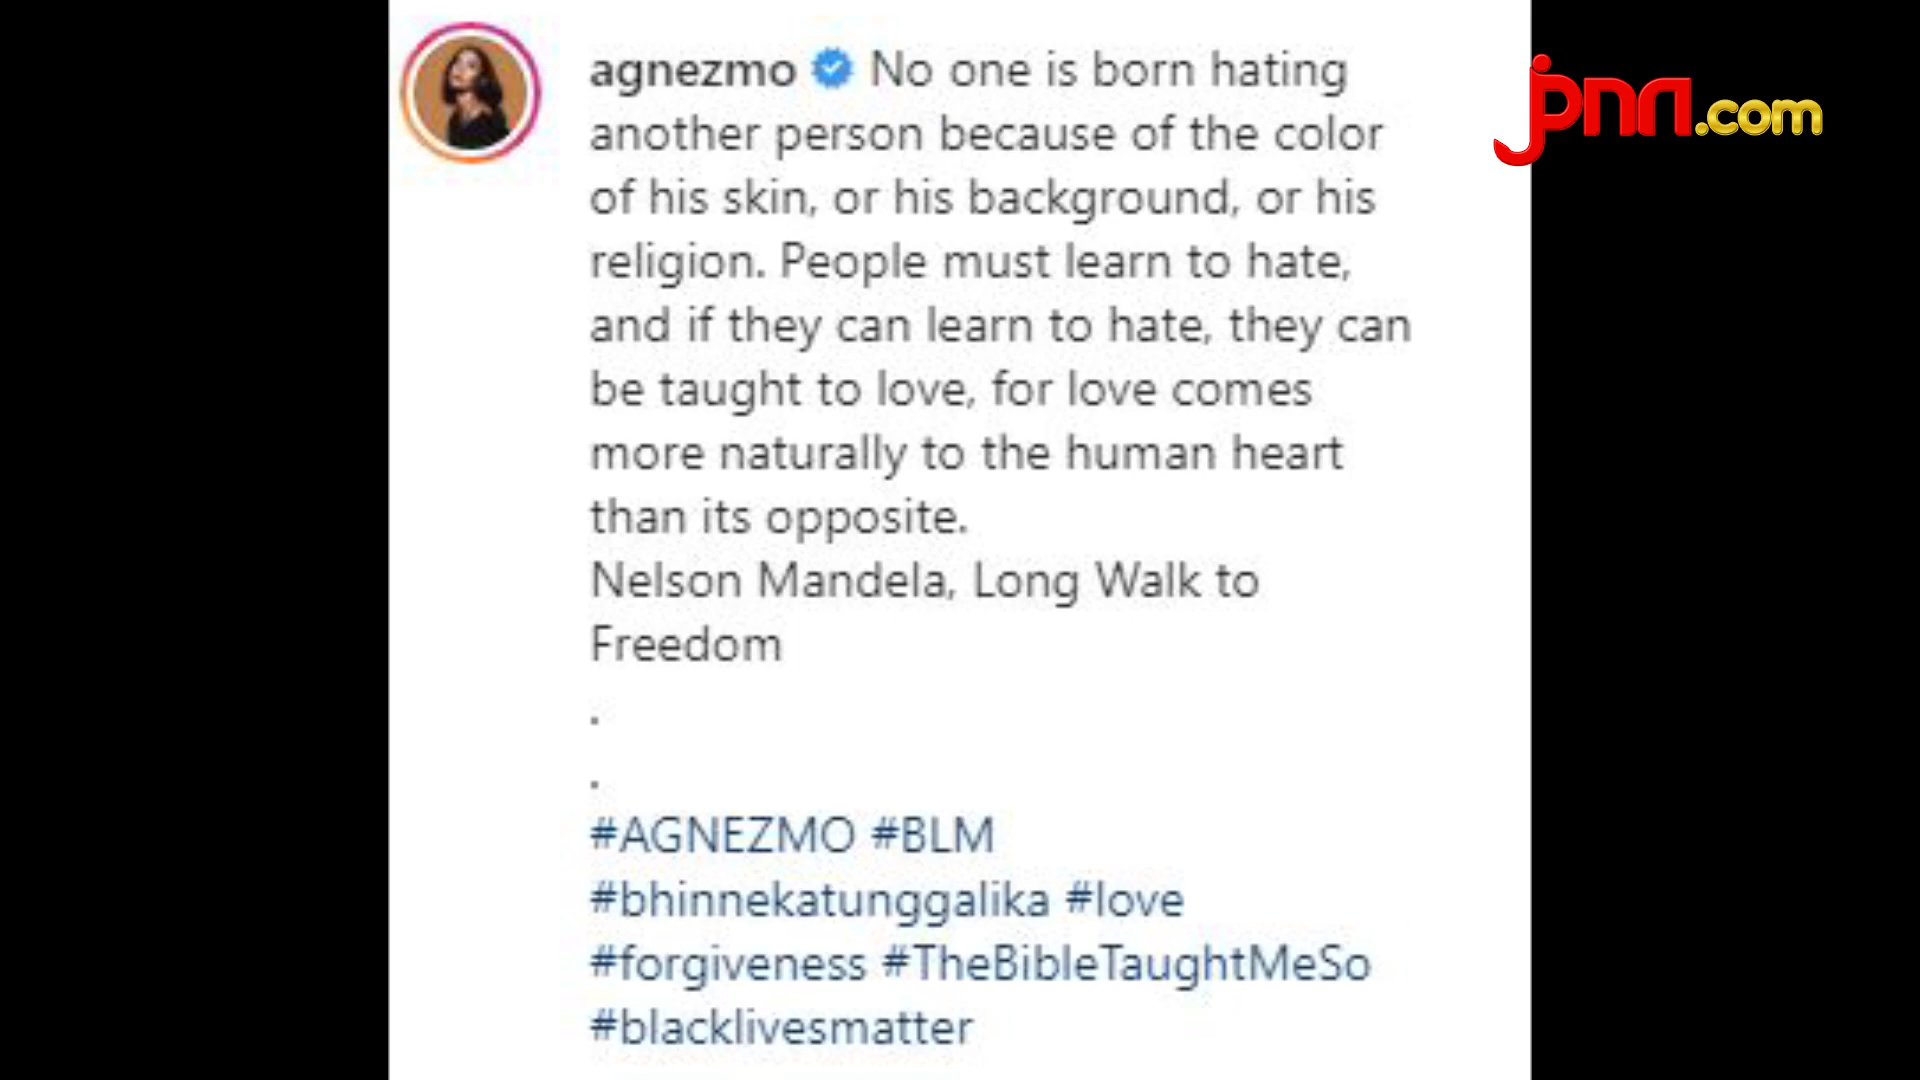 agnezmo No one is born hating
another person because of the color
of his skin, or his background, or his
religion. People must learn to hate,
and if they can learn to hate, they can
be taught to love, for love comes
more naturally to the human heart
than its opposite.
Nelson Mandela, Long Walk to
Freedom
.
.
#AGNEZMO #BLM
#bhinnekatunggalika #love
#forgiveness #TheBibleTaughtMeSo
#blacklivesmatter
jpnn.com